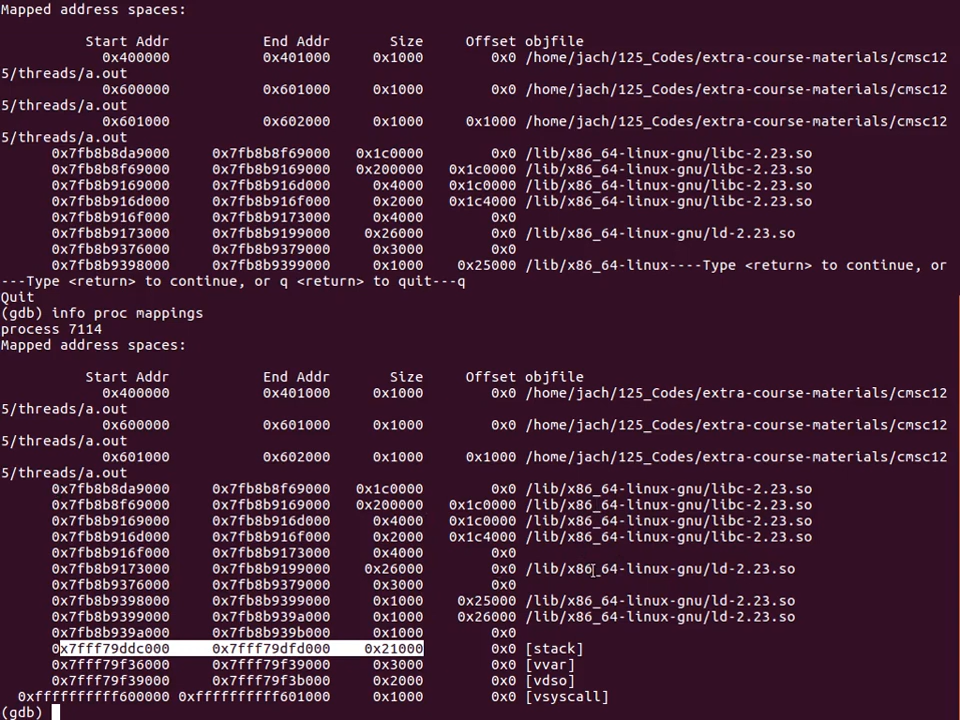 Mapped address spaces:
Start Addr End Addr Size Offset objfile
0x400000 0x401000 0x1000 0x0 /home/jach/125_Codes/extra-course-materials/cmsc12
5/threads/a.out
0x600000 0x601000 0x1000 0x0 /home/jach/125_Codes/extra-course-materials/cmsc12
5/threads/a.out
0x601000 0x602000 0x1000 0x1000 /home/jach/125_Codes/extra-course-materials/cmsc12
5/threads/a.out
0x7fb8b8da9000 0x7fb8b8f69000 0x1c0000 0x0 /lib/x86_64-linux-gnu/libc-2.23.so
0x7fb8b8f69000 0x7fb8b9169000 0x200000 0x1c0000 /lib/x86_64-linux-gnu/libc-2.23.so
0x7fb8b9169000 0x7fb8b916d000 0x4000 0x1c0000 /lib/x86_64-linux-gnu/libc-2.23.so
0x7fb8b916d000 0x7fb8b916f000 0x2000 0x1c4000 /lib/x86_64-linux-gnu/libc-2.23.so
0x7fb8b916f000 0x7fb8b9173000 0x4000 0x0
0x7fb8b9173000 0x7fb8b9199000 0x26000 0x0 /lib/x86_64-linux-gnu/ld-2.23.so
0x7fb8b9376000 0x7fb8b9379000 0x3000 0x0
0x7fb8b9398000 0x7fb8b9399000 0x1000 0x25000 /lib/x86_64-linux----Type <return> to continue, or
---Type <return> to continue, or q <return> to quit---q
Quit
(gdb) info proc mappings
process 7114
Mapped address spaces:
Start Addr End Addr Size Offset objfile
0x400000 0x401000 0x1000 0x0 /home/jach/125_Codes/extra-course-materials/cmsc12
5/threads/a.out
0x600000 0x601000 0x1000 0x0 /home/jach/125_Codes/extra-course-materials/cmsc12
5/threads/a.out
0x601000 0x602000 0x1000 0x1000 /home/jach/125_Codes/extra-course-materials/cmsc12
5/threads/a.out
0x7fb8b8da9000 0x7fb8b8f69000 0x1c0000 0x0 /lib/x86_64-linux-gnu/libc-2.23.so
0x7fb8b8f69000 0x7fb8b9169000 0x200000 0x1c0000 /lib/x86_64-linux-gnu/libc-2.23.so
0x7fb8b9169000 0x7fb8b916d000 0x4000 0x1c0000 /lib/x86_64-linux-gnu/libc-2.23.so
0x7fb8b916d000 0x7fb8b916f000 0x2000 0x1c4000 /lib/x86_64-linux-gnu/libc-2.23.so
0x7fb8b916f000 0x7fb8b9173000 0x4000 0x0
0x7fb8b9173000 0x7fb8b9199000 0x26000 0x0 /lib/x86_64-linux-gnu/ld-2.23.so
0x7fb8b9376000 0x7fb8b9379000 0x3000 0x0
0x7fb8b9398000 0x7fb8b9399000 0x1000 0x25000 /lib/x86_64-linux-gnu/ld-2.23.so
0x7fb8b9399000 0x7fb8b939a000 0x1000 0x26000 /lib/x86_64-linux-gnu/ld-2.23.so
0x7fb8b939a000 0x7fb8b939b000 0x1000 0x0
0x7fff79ddc000 0x7fff79dfd000 0x21000 0x0 [stack]
0x7fff79f36000 0x7fff79f39000 0x3000 0x0 [vvar]
0x7fff79f39000 0x7fff79f3b000 0x2000 0x0 [vdso]
0xffffffffff600000 0xffffffffff601000 0x1000 0x0 [vsyscall]
(gdb)